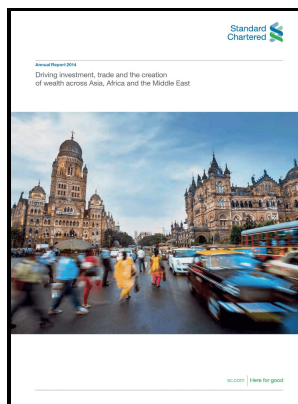 Standard
Chartered
Annual Report 2014
Driving investment, trade and the creation
of wealth across Asia, Africa and the Middle East
sc.com | Here for good